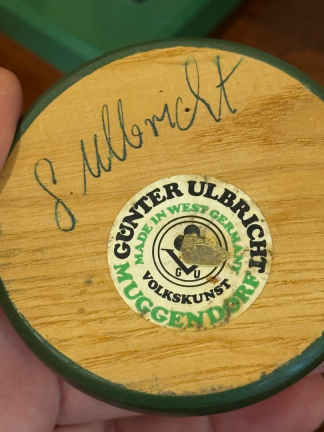 G. Ulbricht
GÜNTER ULBRICHT
MADE IN WEST GERMANY
GU
VOLKSKUNST
MUGGENDORF